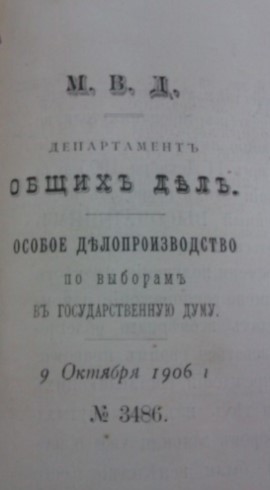 М. В. Д.
ДЕПАРТАМЕНТЪ
ОБЩИХЪ ДѢЛЪ.
ОСОБОЕ ДѢЛОПРОИЗВОДСТВО
по выборамъ
ВЪ ГОСУДАРСТВЕННУЮ ДУМУ.
9 Октября 1906 г
№ 3486.